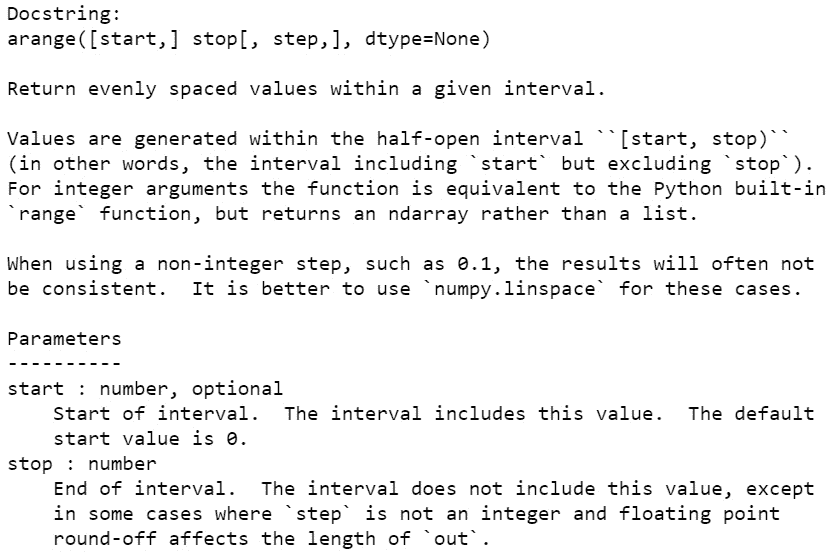 Docstring:
arange([start,] stop[, step,], dtype=None)

Return evenly spaced values within a given interval.

Values are generated within the half-open interval ``[start, stop)``
(in other words, the interval including `start` but excluding `stop`).
For integer arguments the function is equivalent to the Python built-in
`range` function, but returns an ndarray rather than a list.

When using a non-integer step, such as 0.1, the results will often not
be consistent.  It is better to use `numpy.linspace` for these cases.

Parameters
----------
start : number, optional
    Start of interval.  The interval includes this value.  The default
    start value is 0.
stop : number
    End of interval.  The interval does not include this value, except
    in some cases where `step` is not an integer and floating point
    round-off affects the length of `out`.